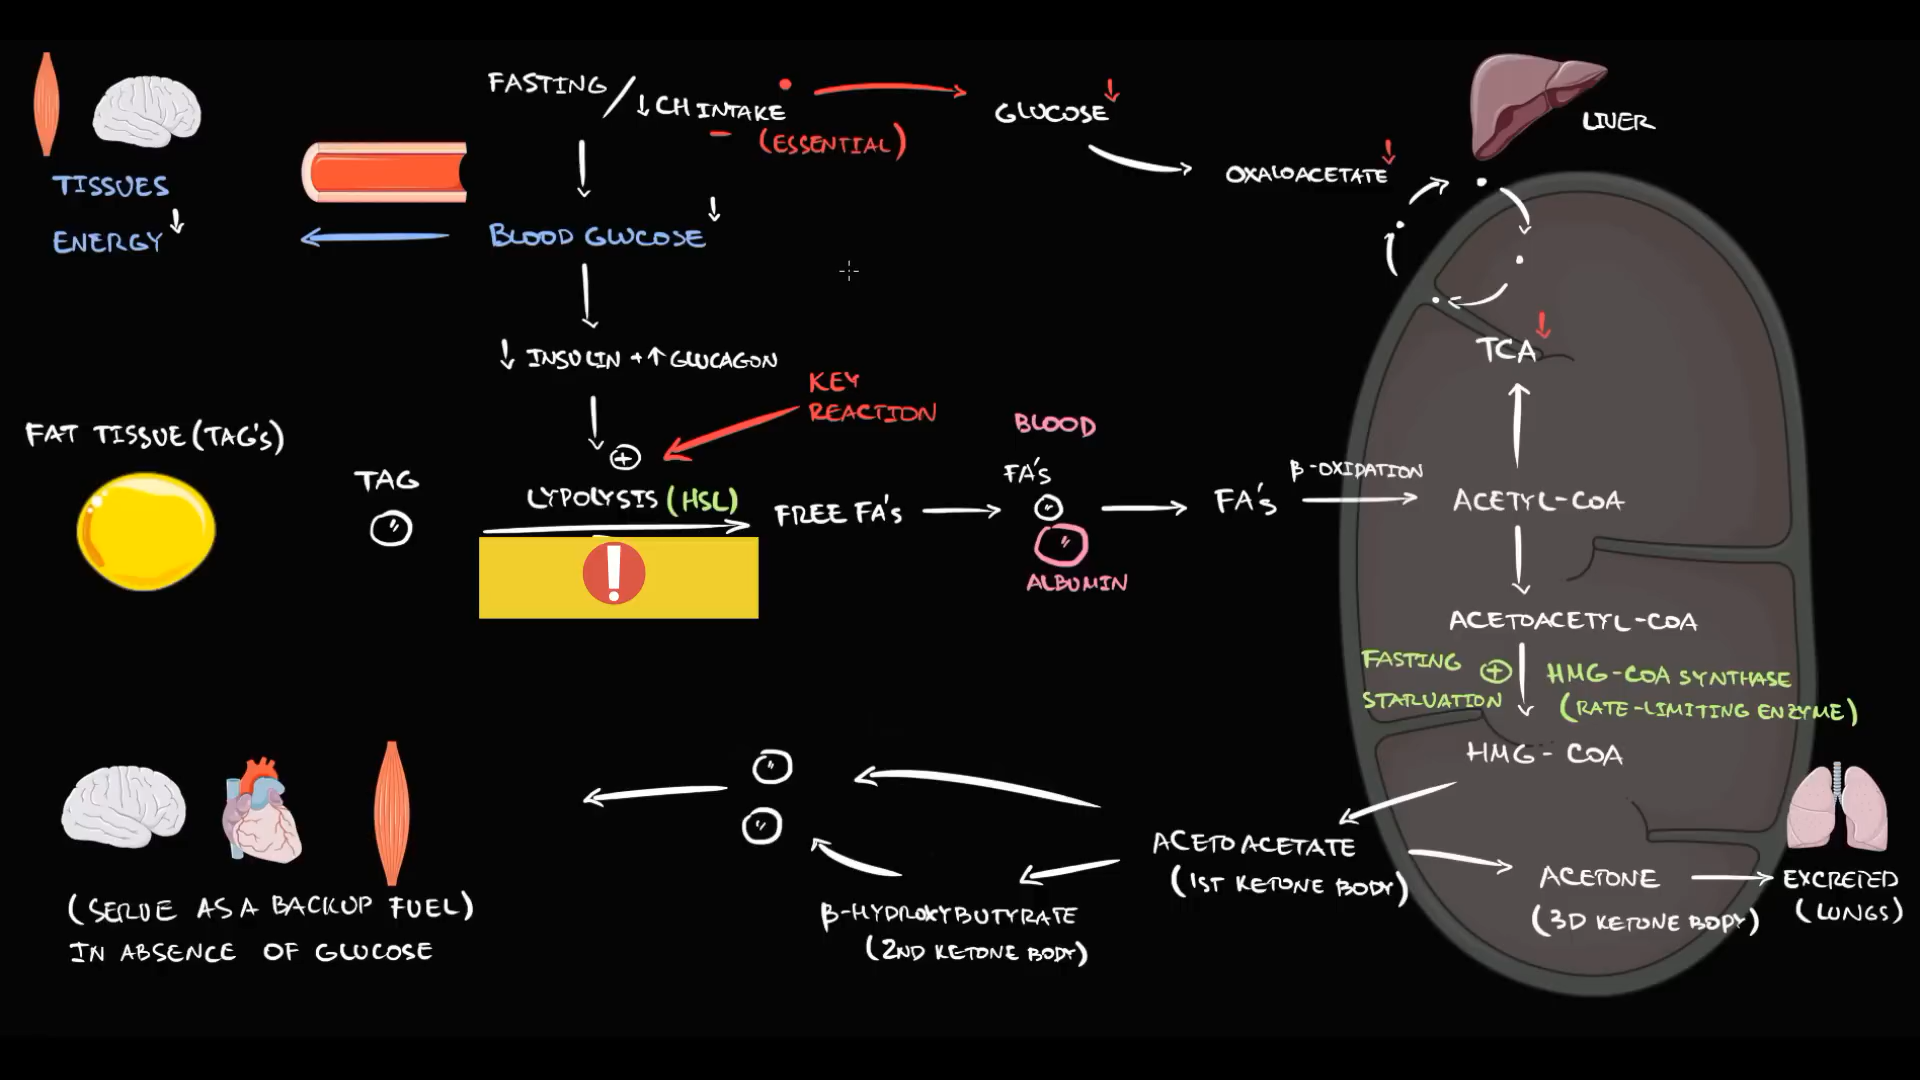 FASTING / ↓ CH INTAKE
(ESSENTIAL)
GLUCOSE ↓
OXALOACETATE ↓
LIVER
TISSUES
ENERGY ↓
BLOOD GLUCOSE ↓
↓ INSULIN + ↑ GLUCAGON
KEY
REACTION
TCA ↓
FAT TISSUE (TAG'S)
TAG
LYPOLYSIS (HSL)
!
FREE FA'S
BLOOD
FA'S
ALBUMIN
FA'S
β-OXIDATION
ACETYL-COA
ACETOACETYL-COA
FASTING
STARVATION
HMG-COA SYNTHASE
(RATE-LIMITING ENZYME)
HMG-COA
ACETOACETATE
(1ST KETONE BODY)
β-HYDROXYBUTYRATE
(2ND KETONE BODY)
ACETONE
(3D KETONE BODY)
EXCRETED
(LUNGS)
(SERVE AS A BACKUP FUEL)
IN ABSENCE OF GLUCOSE